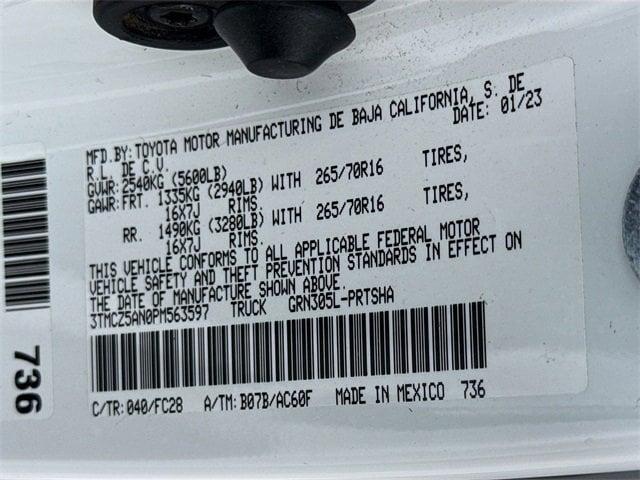 MFD.BY:TOYOTA MOTOR MANUFACTURING DE BAJA CALIFORNIA, S. DE
R.L. DE C.V. DATE: 01/23
GVWR:2540KG (5600LB)
GAWR:FRT. 1335KG (2940LB) WITH 265/70R16 TIRES,
16X7J RIMS.
RR. 1490KG (3280LB) WITH 265/70R16 TIRES,
16X7J RIMS.
THIS VEHICLE CONFORMS TO ALL APPLICABLE FEDERAL MOTOR
VEHICLE SAFETY AND THEFT PREVENTION STANDARDS IN EFFECT ON
THE DATE OF MANUFACTURE SHOWN ABOVE.
3TMCZ5AN0PM563597 TRUCK GRN305L-PRTSHA
C/TR: 040/FC28 A/TM: B07B/AC60F MADE IN MEXICO 736
736